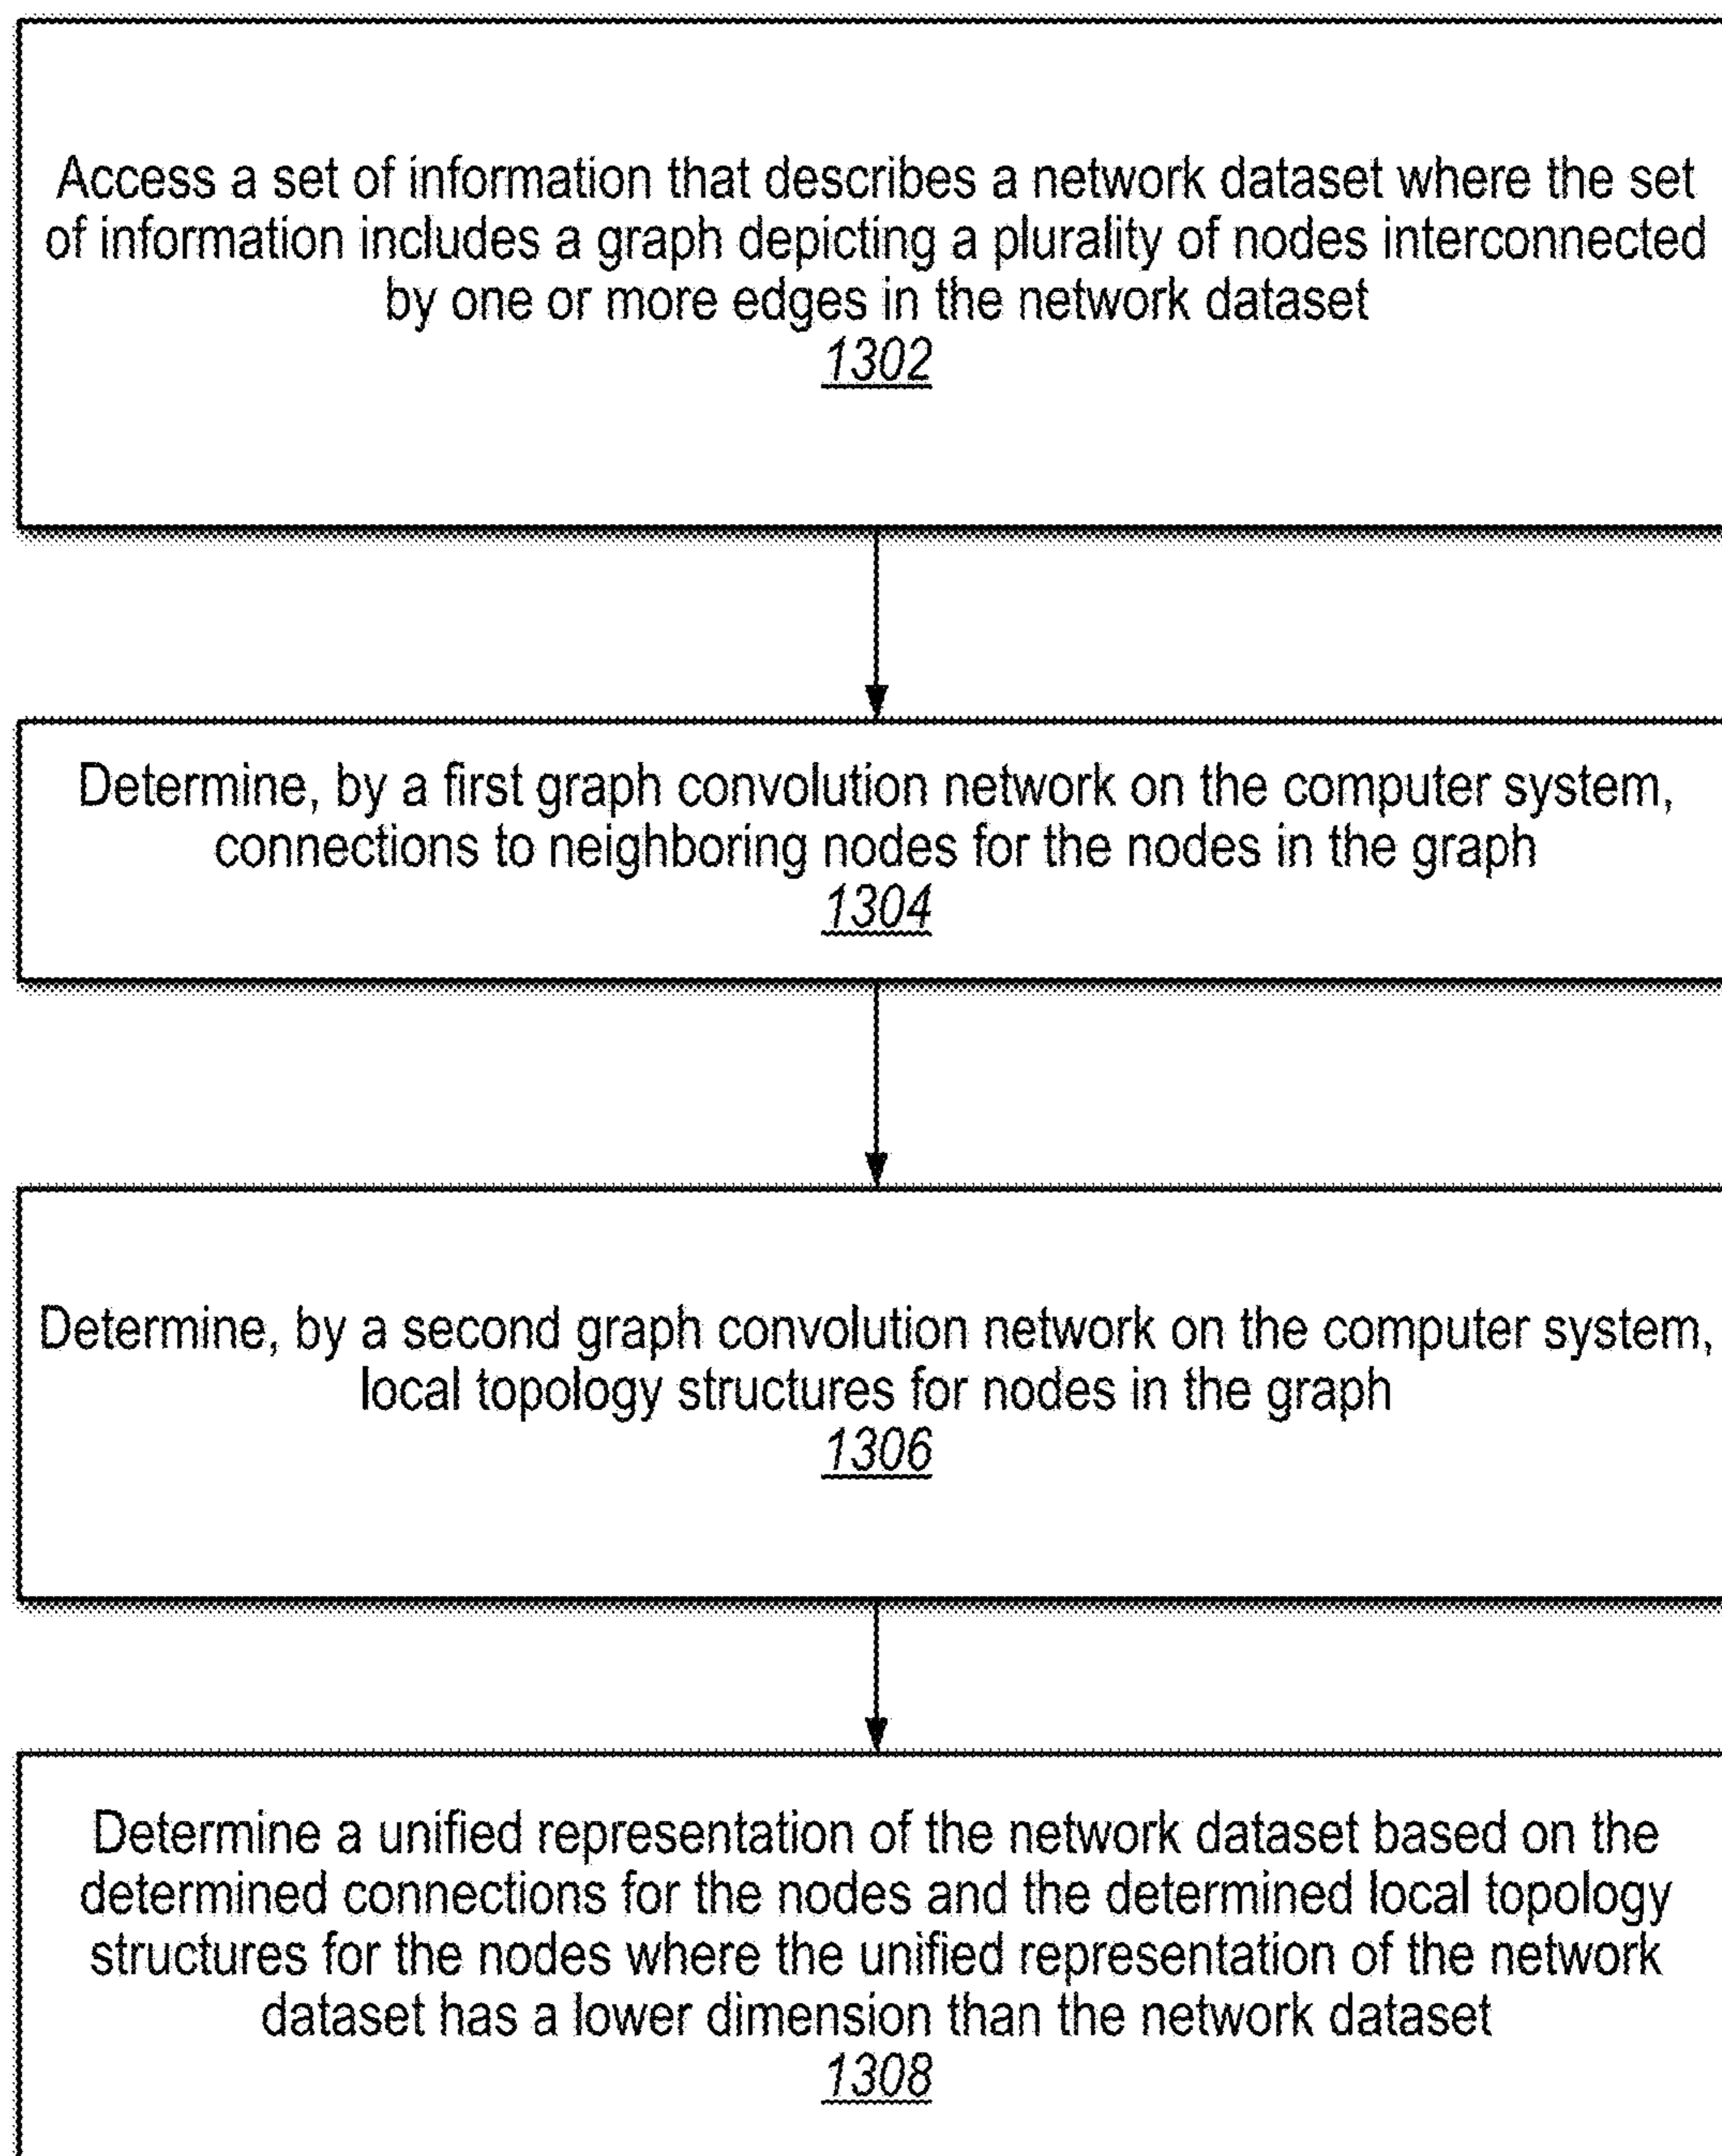 Access a set of information that describes a network dataset where the set
of information includes a graph depicting a plurality of nodes interconnected
by one or more edges in the network dataset
1302
Determine, by a first graph convolution network on the computer system,
connections to neighboring nodes for the nodes in the graph
1304
Determine, by a second graph convolution network on the computer system,
local topology structures for nodes in the graph
1306
Determine a unified representation of the network dataset based on the
determined connections for the nodes and the determined local topology
structures for the nodes where the unified representation of the network
dataset has a lower dimension than the network dataset
1308